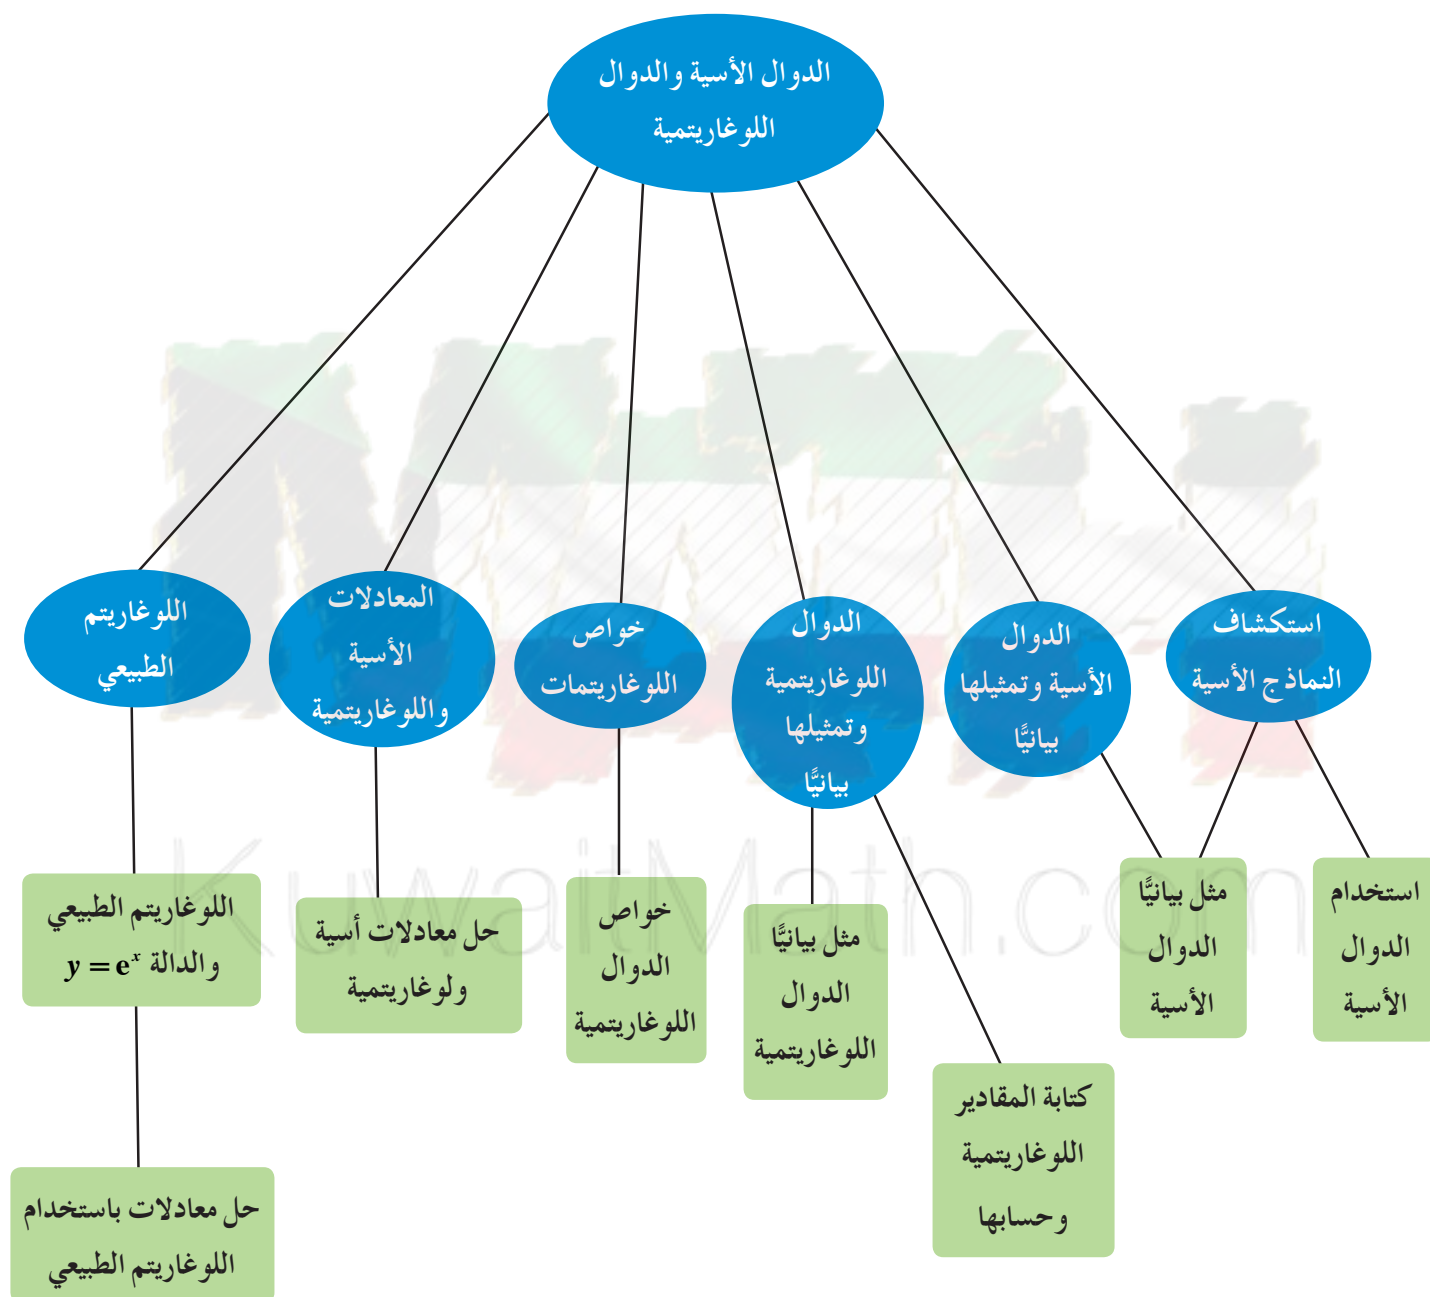 الدوال الأسية والدوال
اللوغاريتمية
استكشاف
النماذج الأسية
الدوال
الأسية وتمثيلها
بيانيًّا
الدوال
اللوغاريتمية
وتمثيلها
بيانيًّا
خواص
اللوغاريتمات
المعادلات
الأسية
واللوغاريتمية
اللوغاريتم
الطبيعي
استخدام
الدوال
الأسية
مثل بيانيًّا
الدوال
الأسية
كتابة المقادير
اللوغاريتمية
وحسابها
مثل بيانيًّا
الدوال
اللوغاريتمية
خواص
الدوال
اللوغاريتمية
حل معادلات أسية
ولوغاريتمية
اللوغاريتم الطبيعي
والدالة y = eˣ
حل معادلات باستخدام
اللوغاريتم الطبيعي
MATH
KuwaitMath.com